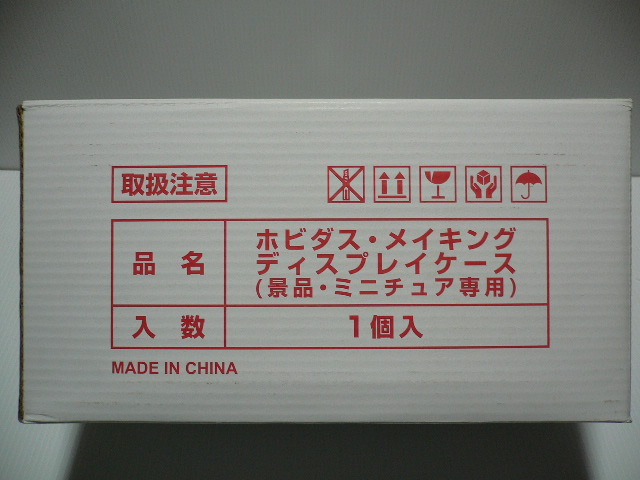 取扱注意
品名
ホビダス・メイキング
ディスプレイケース
(景品・ミニチュア専用)
入数
1個入
MADE IN CHINA